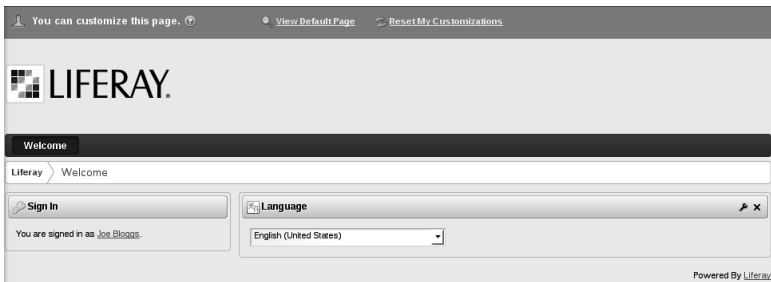 You can customize this page. View Default Page Reset My Customizations
LIFERAY.
Welcome
Liferay Welcome
Sign In
You are signed in as Joe Bloggs.
Language
English (United States)
Powered By Liferay